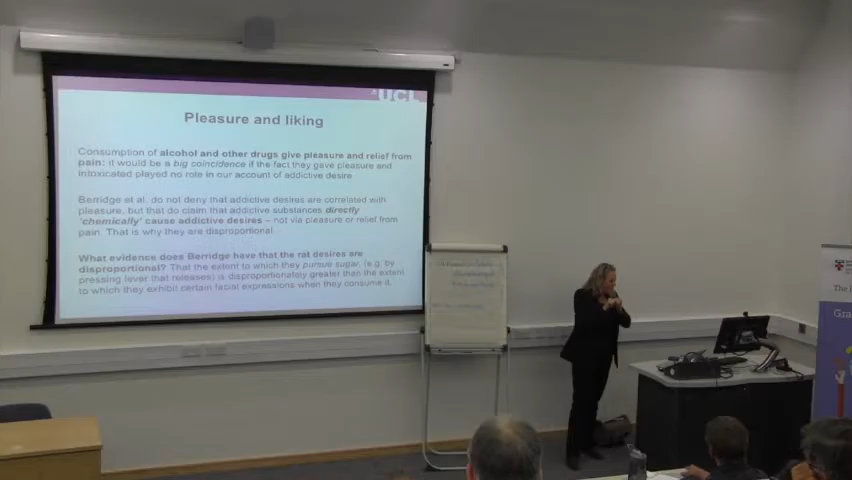 UCL
Pleasure and liking
Consumption of alcohol and other drugs give pleasure and relief from
pain: it would be a big coincidence if the fact they gave pleasure and
intoxicated played no role in our account of addictive desire
Berridge et al. do not deny that addictive desires are correlated with
pleasure, but that do claim that addictive substances directly
'chemically' cause addictive desires – not via pleasure or relief from
pain. That is why they are disproportional.
What evidence does Berridge have that the rat desires are
disproportional? That the extent to which they pursue sugar, (e.g. by
pressing lever that releases) is disproportionately greater than the extent
to which they exhibit certain facial expressions when they consume it.
The
Gra